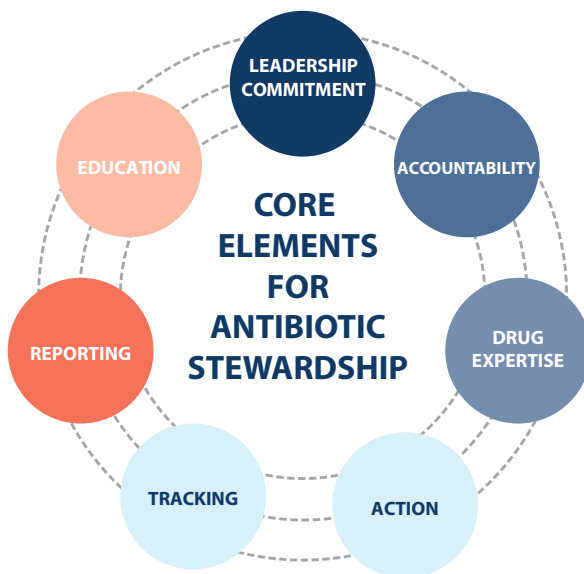 LEADERSHIP
COMMITMENT
ACCOUNTABILITY
DRUG
EXPERTISE
ACTION
TRACKING
REPORTING
EDUCATION
CORE
ELEMENTS
FOR
ANTIBIOTIC
STEWARDSHIP